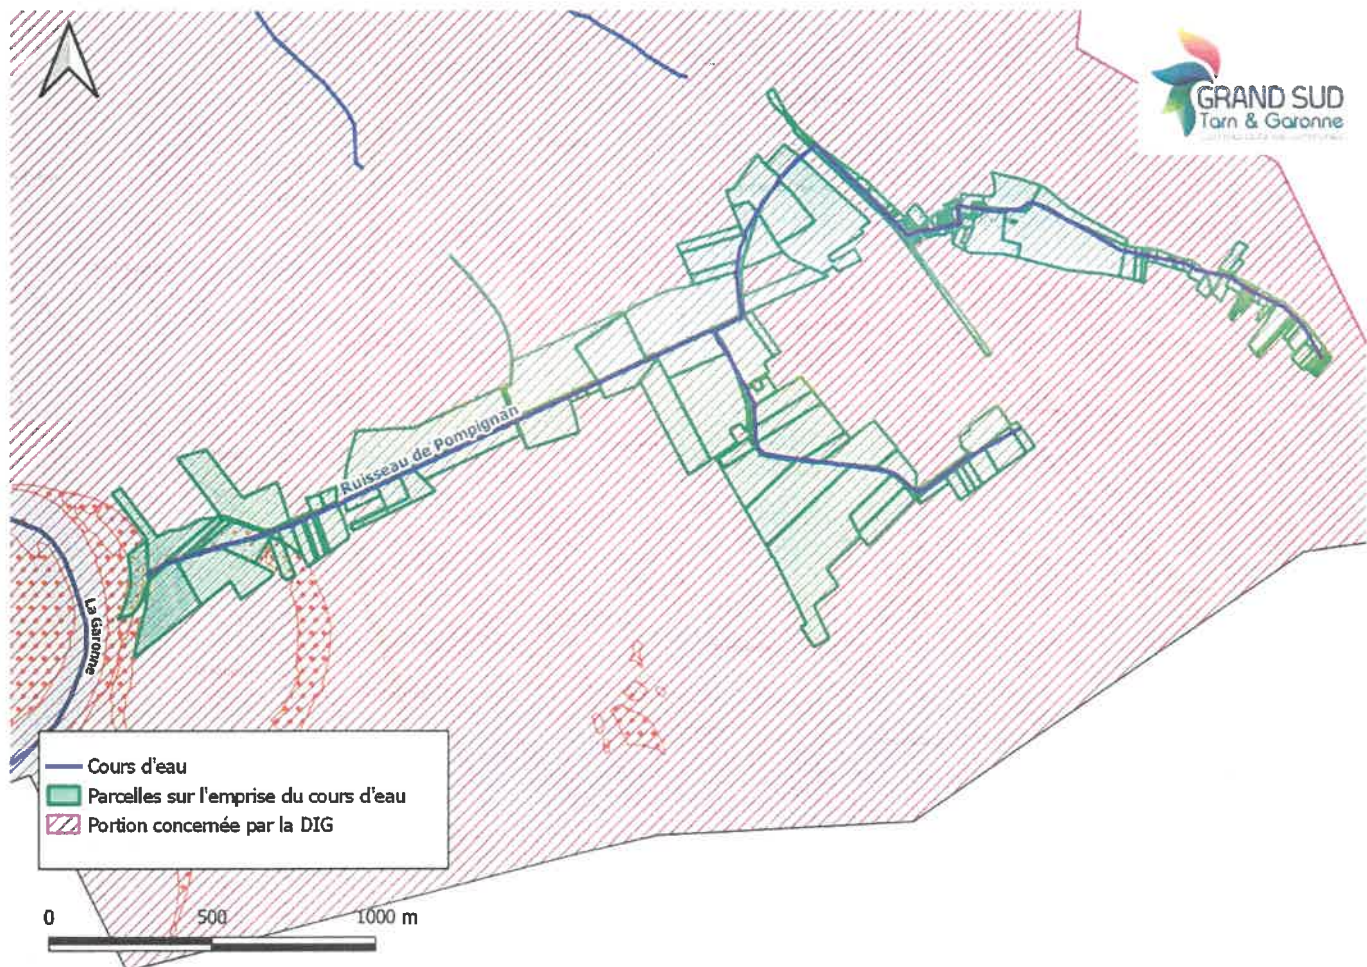 GRAND SUD
Tarn & Garonne
Ruisseau de Pompignan
La Garonne
Cours d'eau
Parcelles sur l'emprise du cours d'eau
Portion concernée par la DIG
0 500 1000 m